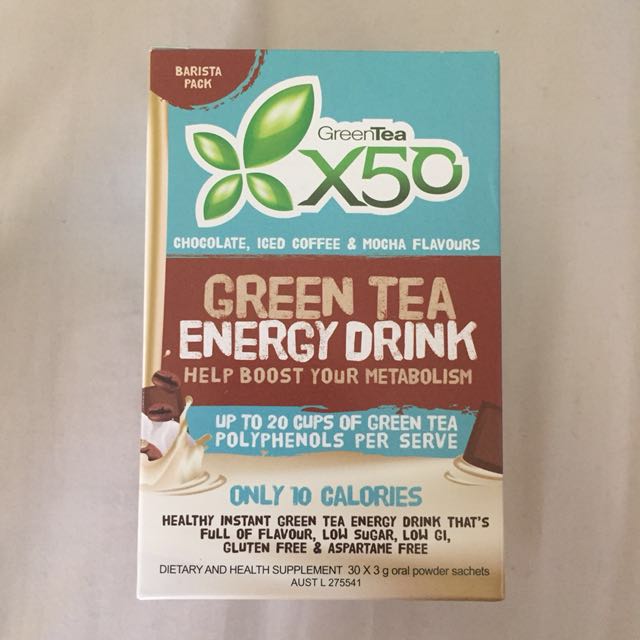 BARISTA
PACK
GreenTea
X50
CHOCOLATE, ICED COFFEE & MOCHA FLAVOURS
GREEN TEA
ENERGY DRINK
HELP BOOST YOUR METABOLISM
UP TO 20 CUPS OF GREEN TEA
POLYPHENOLS PER SERVE
ONLY 10 CALORIES
HEALTHY INSTANT GREEN TEA ENERGY DRINK THAT'S
FULL OF FLAVOUR, LOW SUGAR, LOW GI,
GLUTEN FREE & ASPARTAME FREE
DIETARY AND HEALTH SUPPLEMENT 30 X 3 g oral powder sachets
AUST L 275541